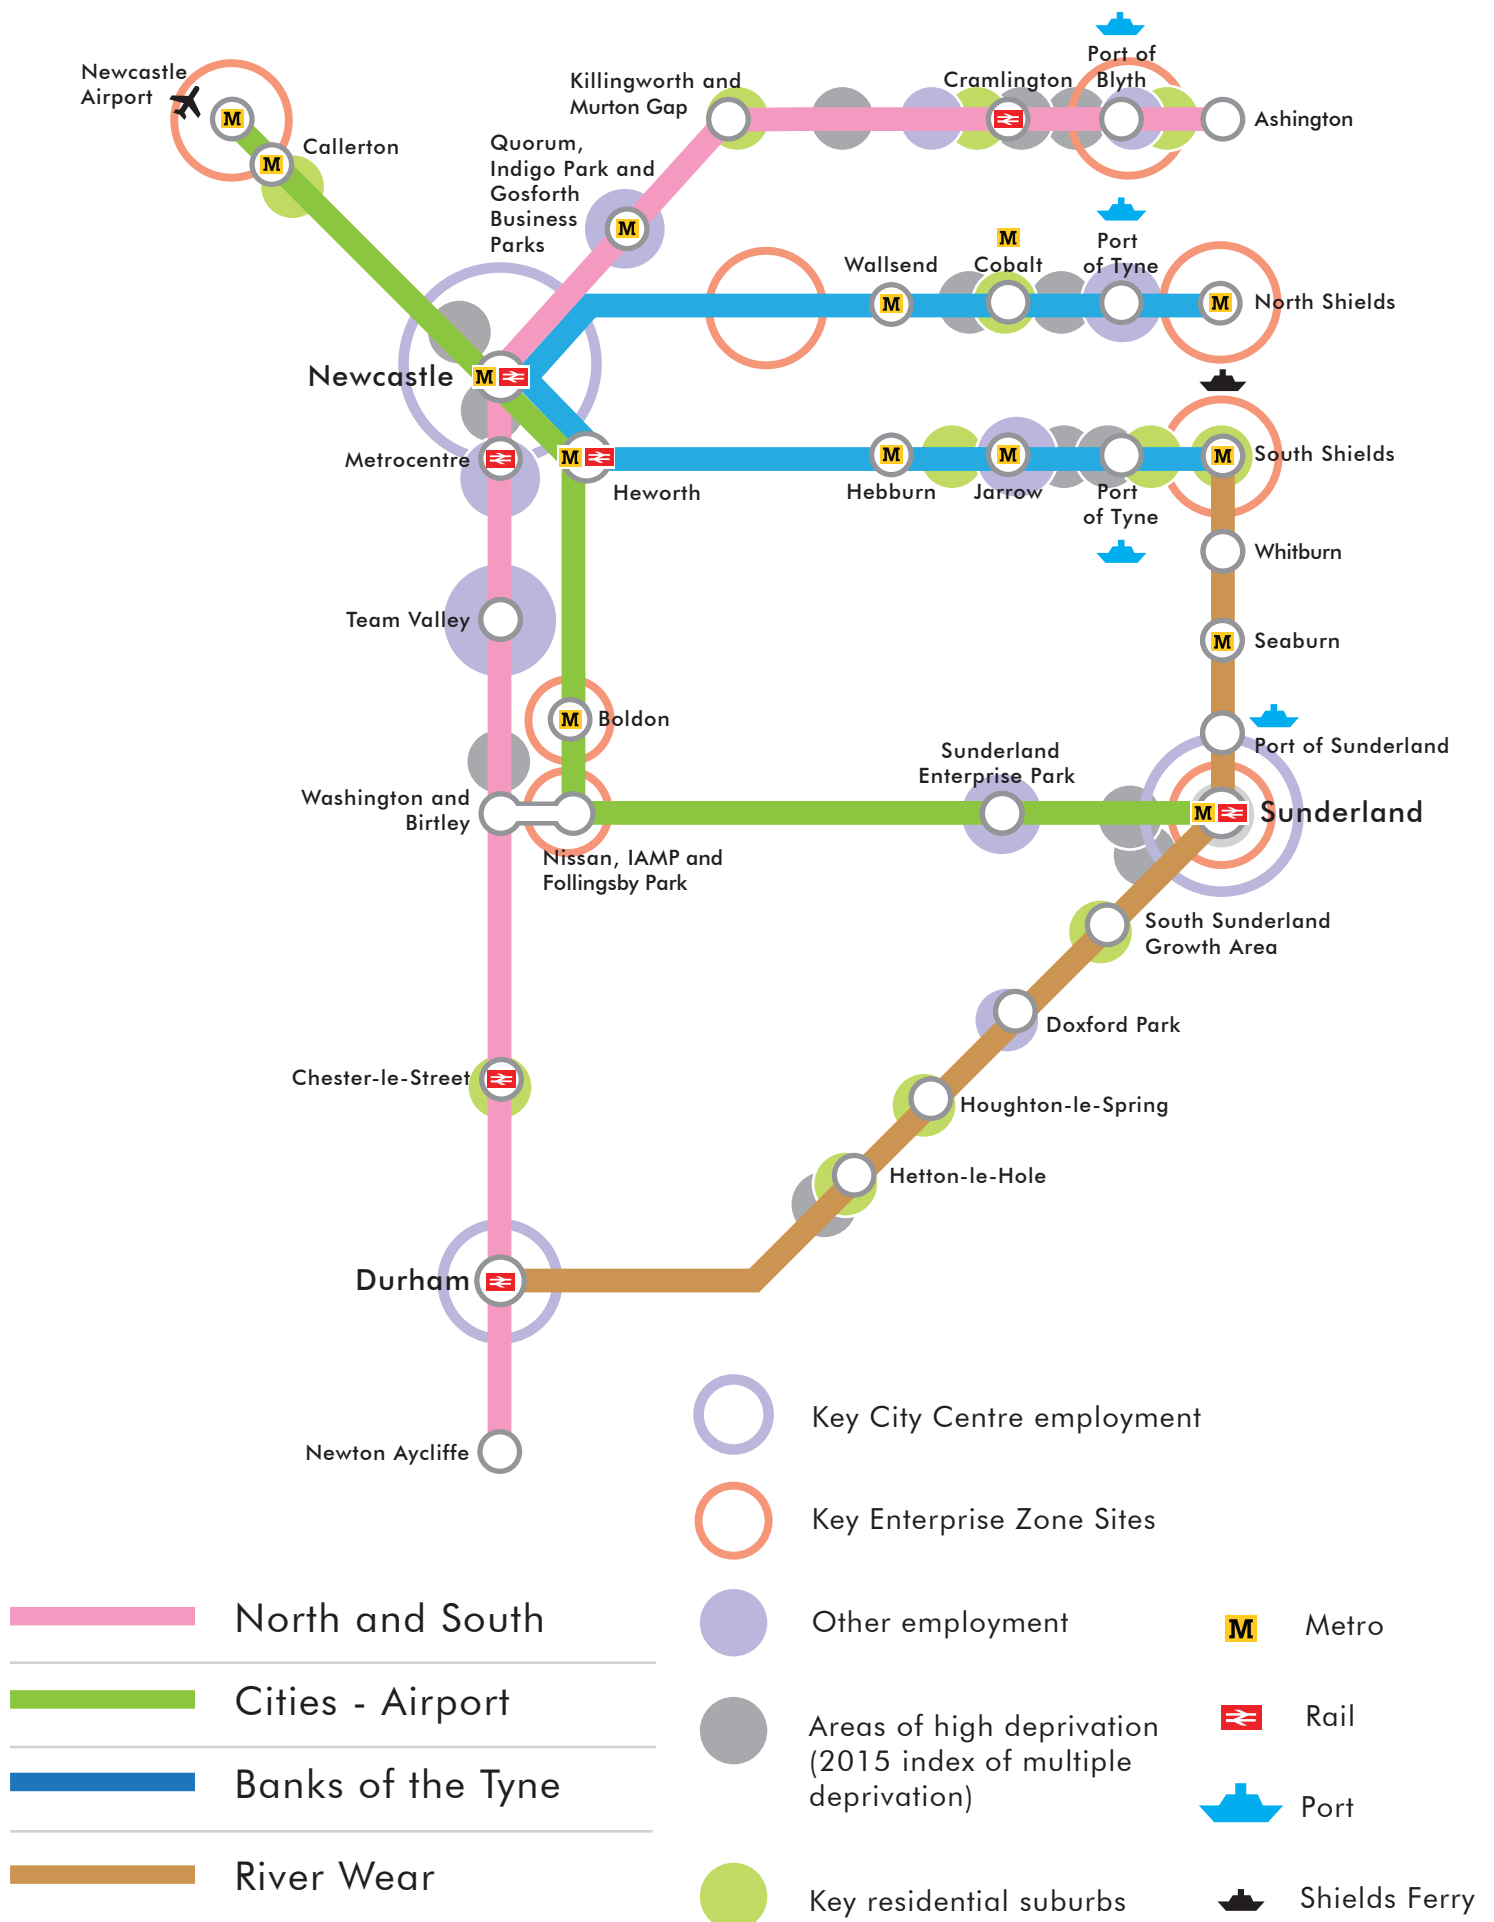 Newcastle
Airport
Callerton
Killingworth and
Murton Gap
Cramlington
Port of
Blyth
Ashington
Quorum,
Indigo Park and
Gosforth
Business
Parks
Wallsend
M
Cobalt
Port
of Tyne
North Shields
Newcastle
Metrocentre
Heworth
Hebburn
Jarrow
Port
of Tyne
South Shields
Whitburn
Team Valley
Seaburn
Boldon
Port of Sunderland
Sunderland
Enterprise Park
Washington and
Birtley
Sunderland
Nissan, IAMP and
Follingsby Park
South Sunderland
Growth Area
Doxford Park
Chester-le-Street
Houghton-le-Spring
Hetton-le-Hole
Durham
Newton Aycliffe
Key City Centre employment
Key Enterprise Zone Sites
Other employment
Areas of high deprivation
(2015 index of multiple
deprivation)
Key residential suburbs
North and South
Cities - Airport
Banks of the Tyne
River Wear
M Metro
Rail
Port
Shields Ferry